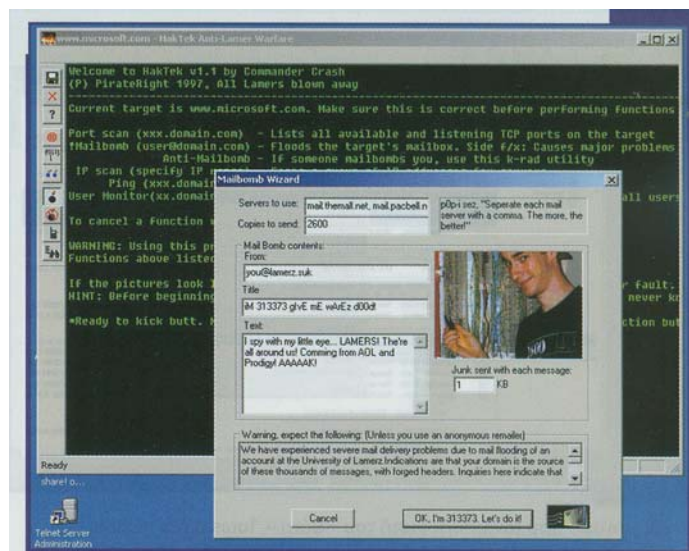 www.microsoft.com - HakTek Anti-Lamer Warfare
Welcome to HakTek v1.1 by Commander Crash
(P) PirateRight 1997, All Lamers blown away
Current target is www.microsoft.com. Make sure this is correct before performing functions
Port scan (xxx.domain.com) - Lists all available and listening TCP ports on the target
!Mailbomb (user@domain.com) - Floods the target's mailbox. Side f/x: Causes major problems
Anti-Mailbomb - If someone mailbombs you, use this k-rad utility
IP scan (specify IP
Ping (xxx.domain
User Monitor(xx.domai
all users
To cancel a function
WARNING: Using this pr
Functions above liste
If the pictures look l
r fault.
HINT: Before beginning
never kn
*Ready to kick butt.
ction but
Mailbomb Wizard
Servers to use:
mail.themall.net, mail.pacbell.n
Copies to send:
2600
p0p-i sez, "Seperate each mail
server with a comma. The more, the
better!"
Mail Bomb contents:
From:
you@lamerz.suk
Title
iM 313373 gIvE mE wArEz d00d!
Text:
I spy with my little eye... LAMERS! The're
all around us! Comming from AOL and
Prodigy! AAAAAK!
Junk sent with each message:
1 KB
Warning, expect the following: (Unless you use an anonymous remailer)
We have experienced severe mail delivery problems due to mail flooding of an
account at the University of Lamerz.Indications are that your domain is the source
of these thousands of messages, with forged headers. Inquiries here indicate that
Cancel
OK, I'm 313373. Let's do it!
Ready
share! o...
Telnet Server
Administration